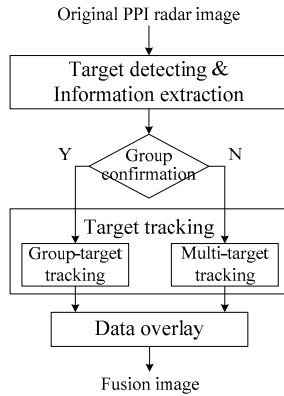 Original PPI radar image
Target detecting &
Information extraction
Y
N
Group
confirmation
Target tracking
Group-target
tracking
Multi-target
tracking
Data overlay
Fusion image